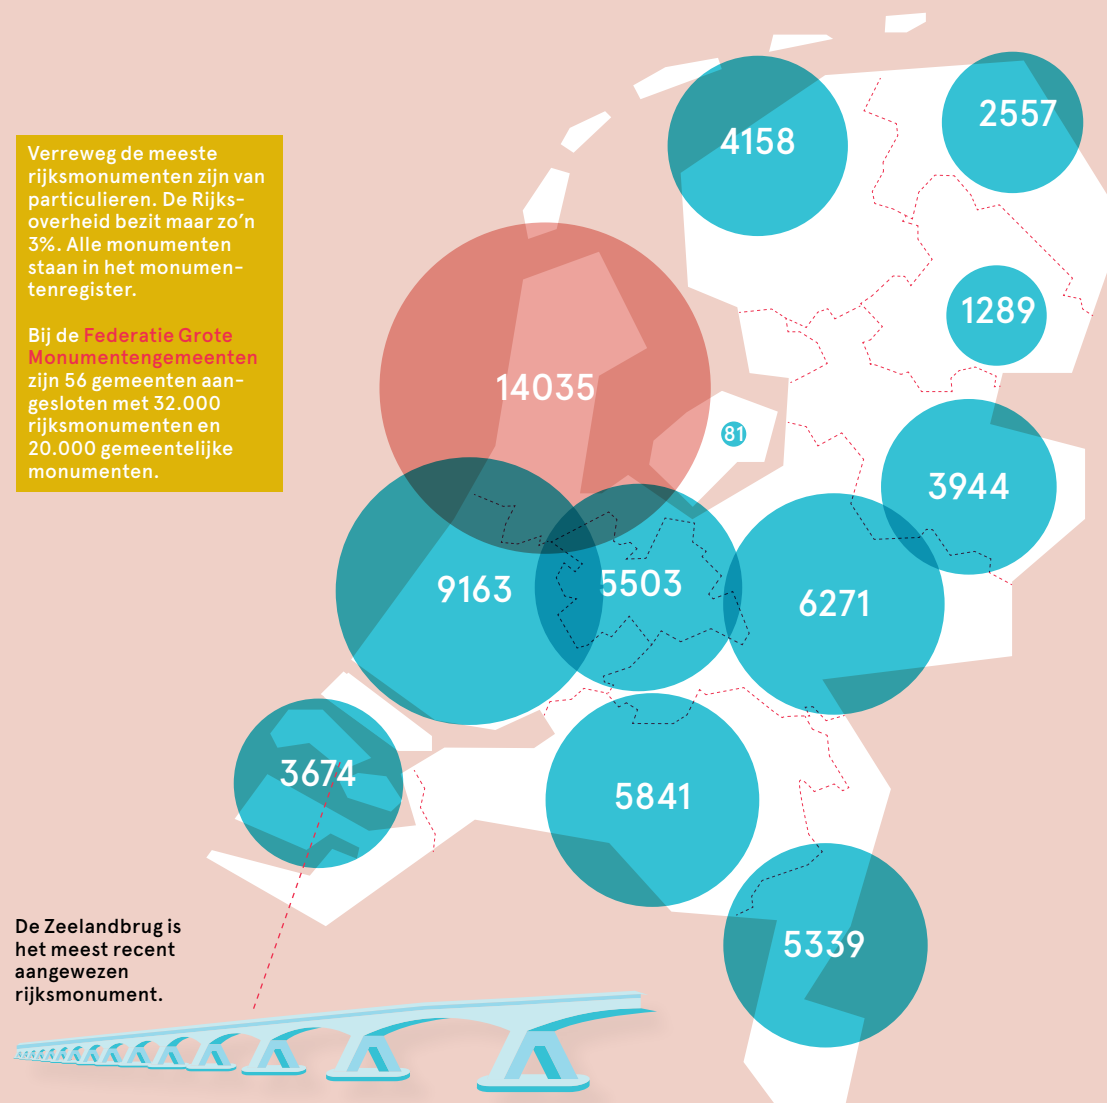 Verreweg de meeste
rijksmonumenten zijn van
particulieren. De Rijks-
overheid bezit maar zo’n
3%. Alle monumenten
staan in het monumen-
tenregister.
Bij de Federatie Grote
Monumentengemeenten
zijn 56 gemeenten aan-
gesloten met 32.000
rijksmonumenten en
20.000 gemeentelijke
monumenten.
2557
4158
1289
14035
81
3944
5503
9163
6271
3674
5841
5339
De Zeelandbrug is
het meest recent
aangewezen
rijksmonument.